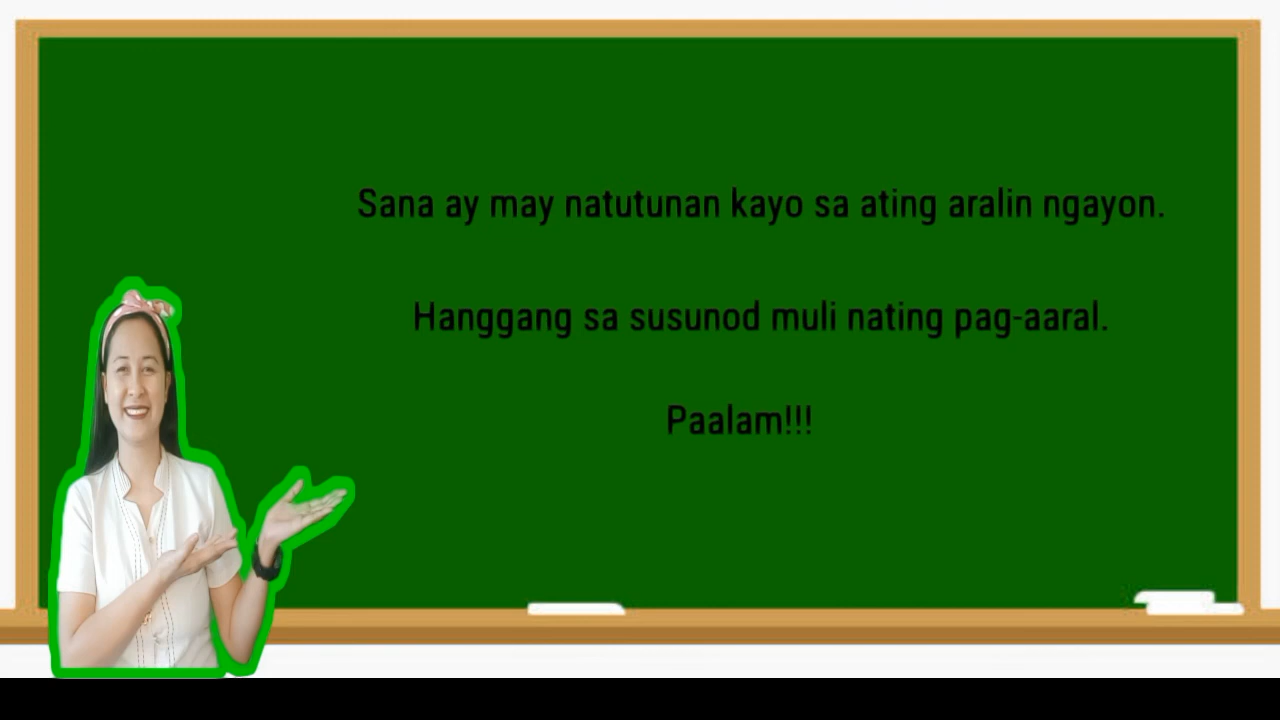 Sana ay may natutunan kayo sa ating aralin ngayon.
Hanggang sa susunod muli nating pag-aaral.
Paalam!!!